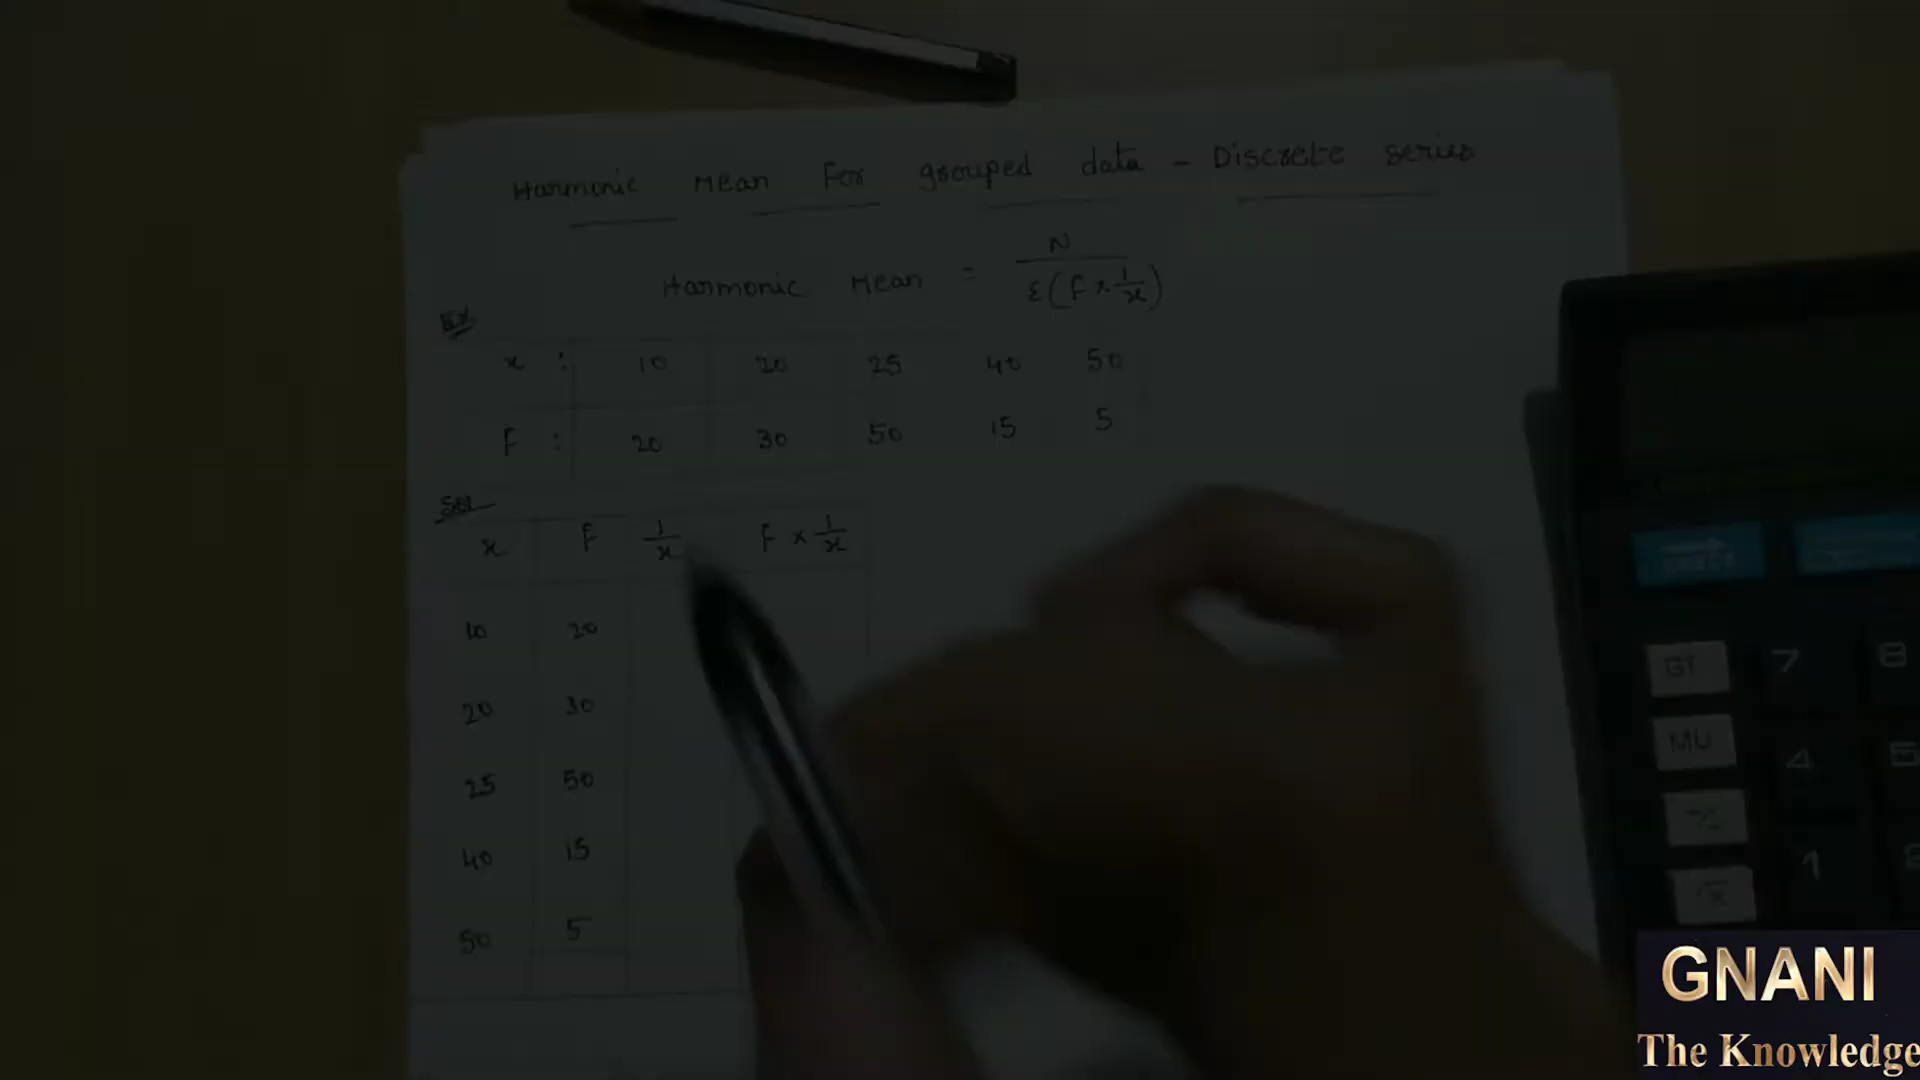 Harmonic Mean For grouped data - Discrete series
Harmonic Mean = N / Σ(F × 1/x)
Ex
x : 10 20 25 40 50
F : 20 30 50 15 5
Sol
x F 1/x F × 1/x
10 20
20 30
25 50
40 15
50 5
GT 7 8
MU 4 5
1
GNANI
The Knowledge